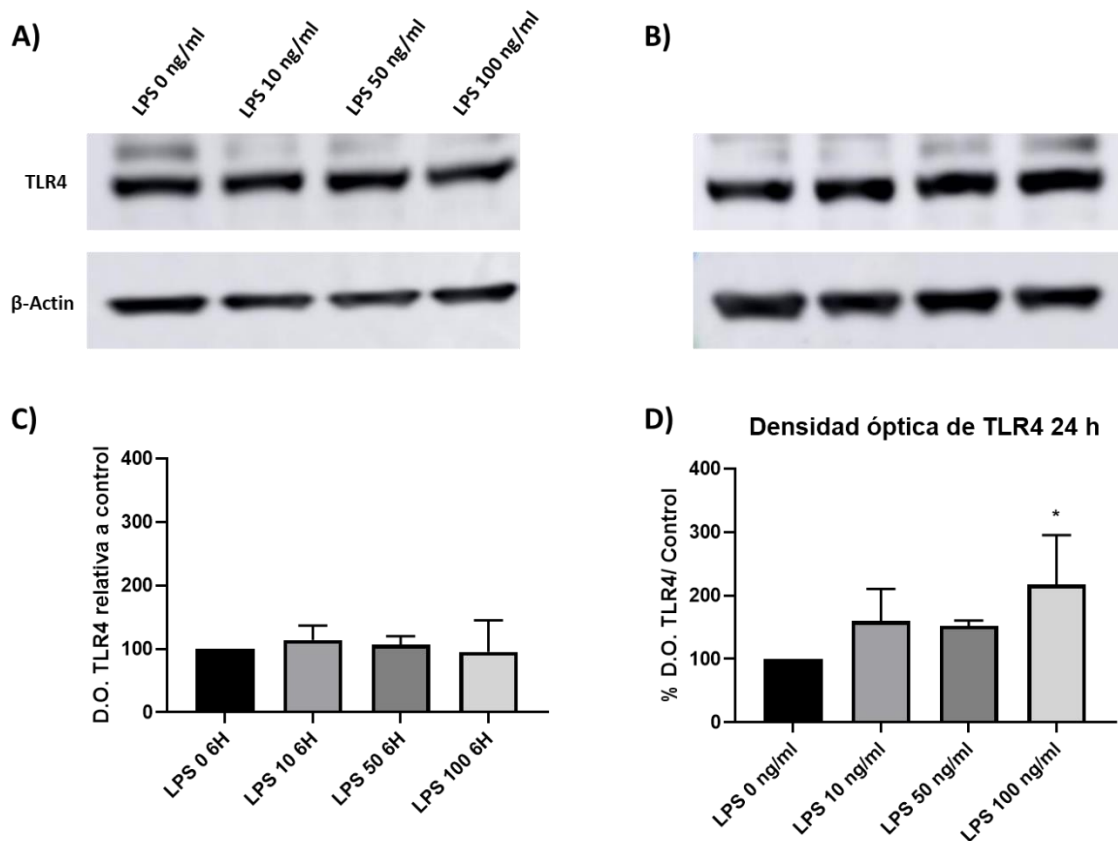 A)
LPS 0 ng/ml
LPS 10 ng/ml
LPS 50 ng/ml
LPS 100 ng/ml
TLR4
β-Actin
B)
C)
D.O. TLR4 relativa a control
400
300
200
100
0
LPS 0 6H
LPS 10 6H
LPS 50 6H
LPS 100 6H
D)
Densidad óptica de TLR4 24 h
% D.O. TLR4/ Control
400
300
200
100
0
*
LPS 0 ng/ml
LPS 10 ng/ml
LPS 50 ng/ml
LPS 100 ng/ml